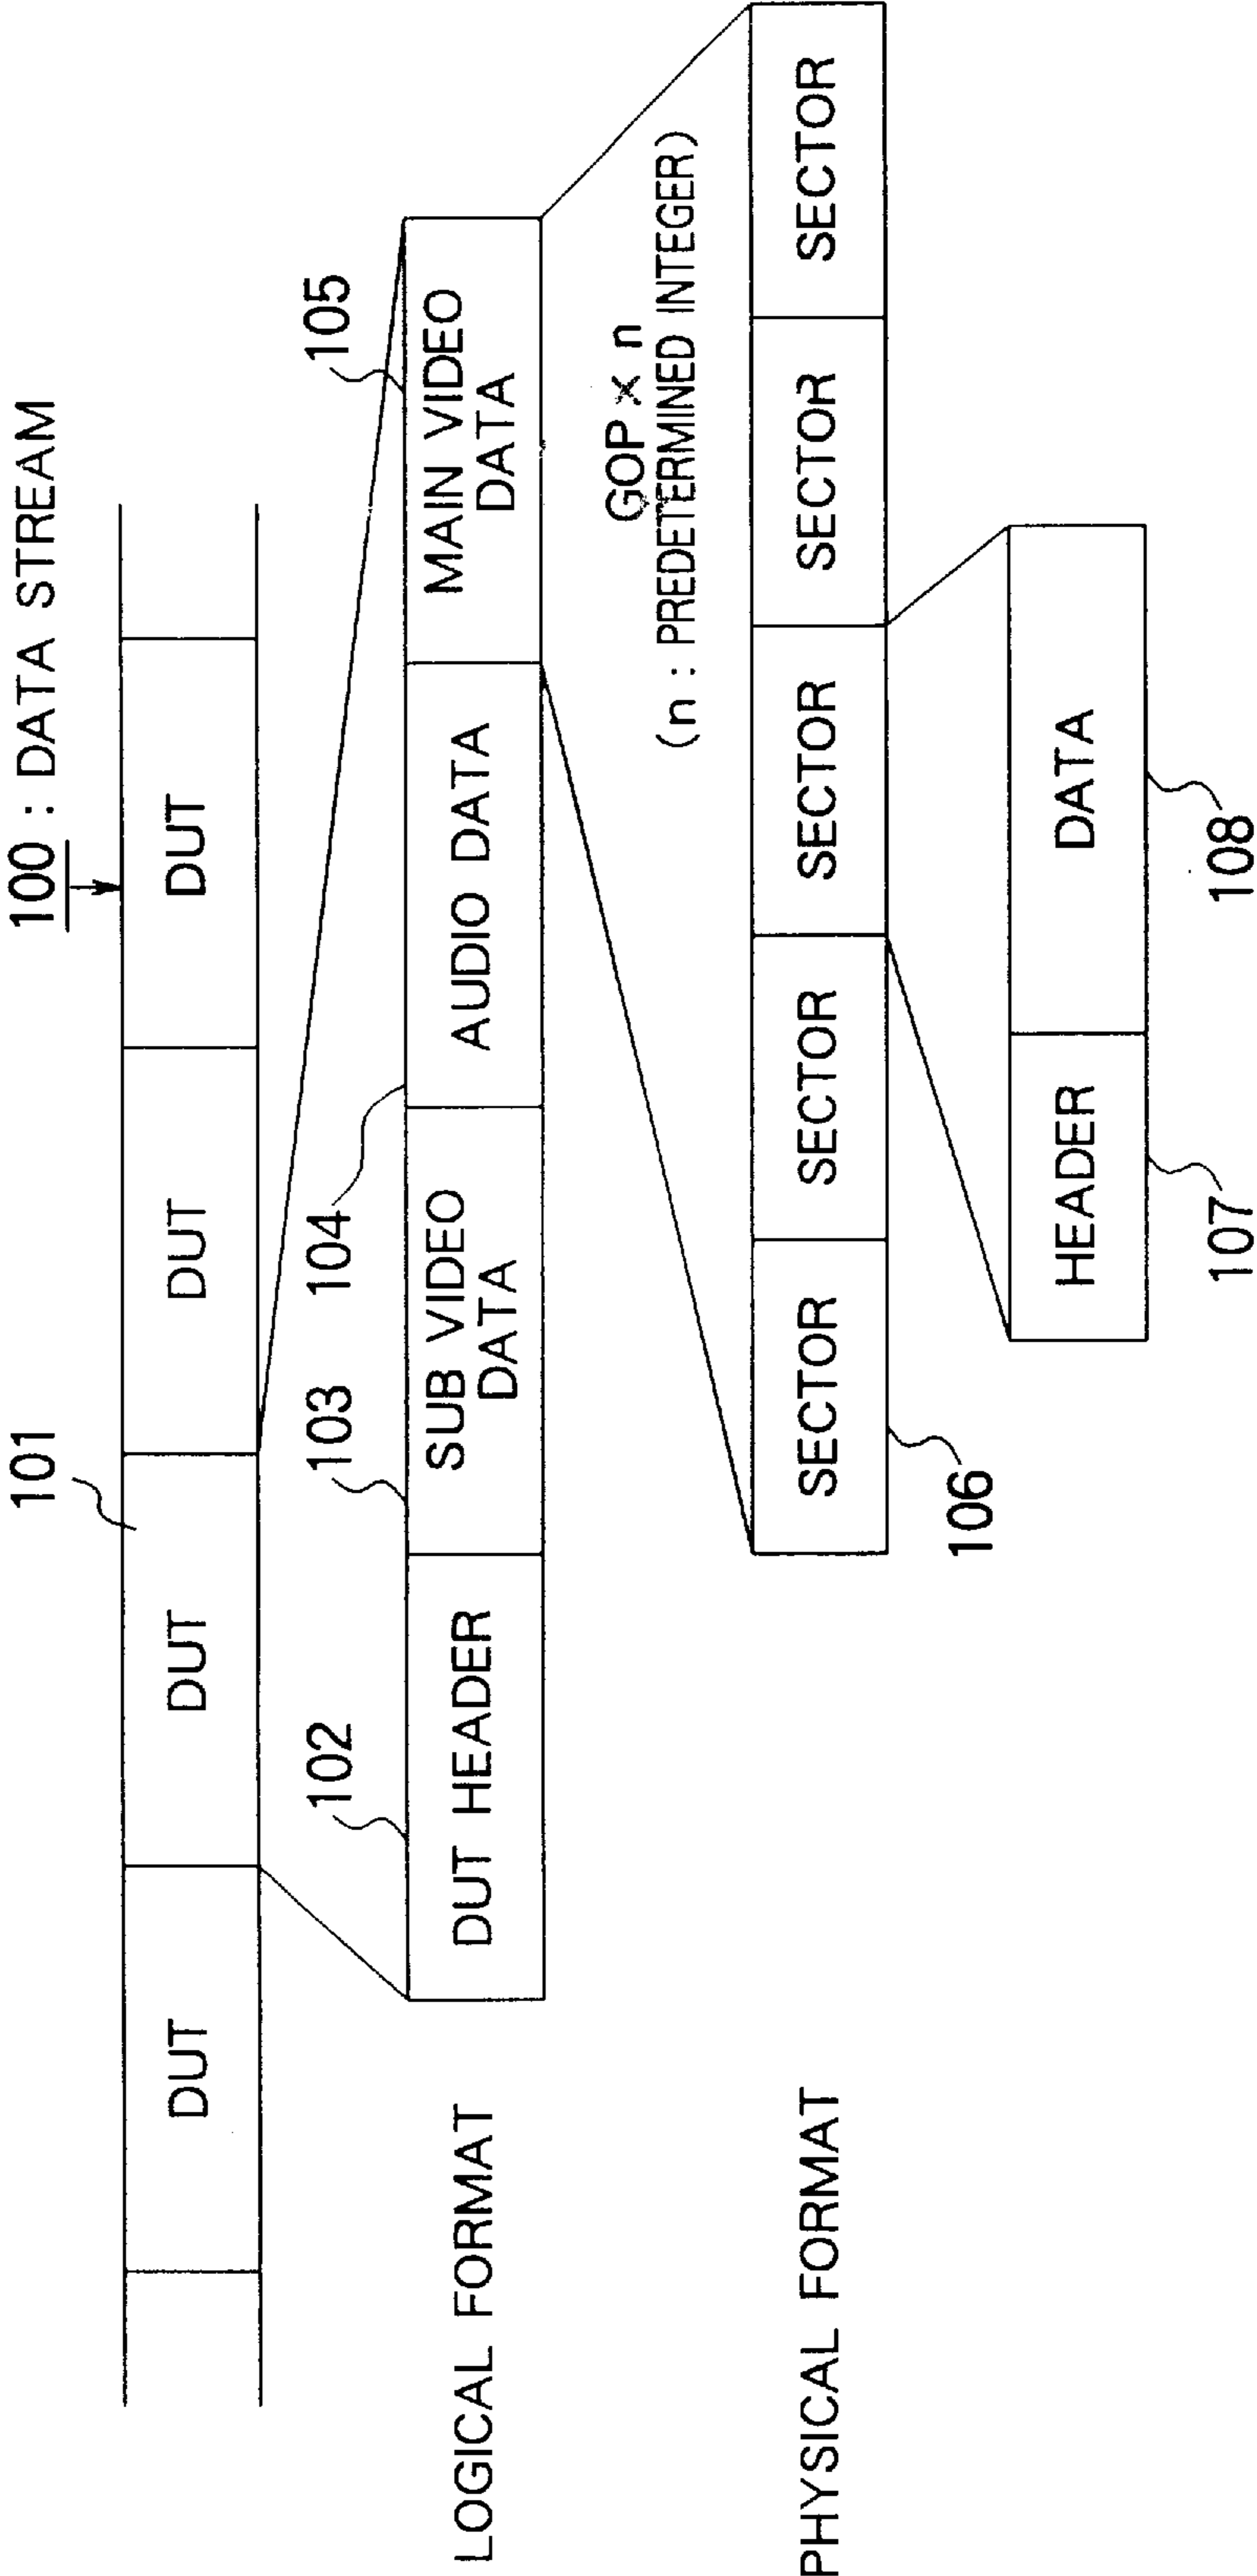 100 : DATA STREAM
101
DUT DUT DUT DUT
102 103 104 105
LOGICAL FORMAT
DUT HEADER
SUB VIDEO
DATA
AUDIO DATA
MAIN VIDEO
DATA
GOP × n
(n : PREDETERMINED INTEGER)
PHYSICAL FORMAT
SECTOR SECTOR SECTOR SECTOR SECTOR
106
HEADER DATA
107 108